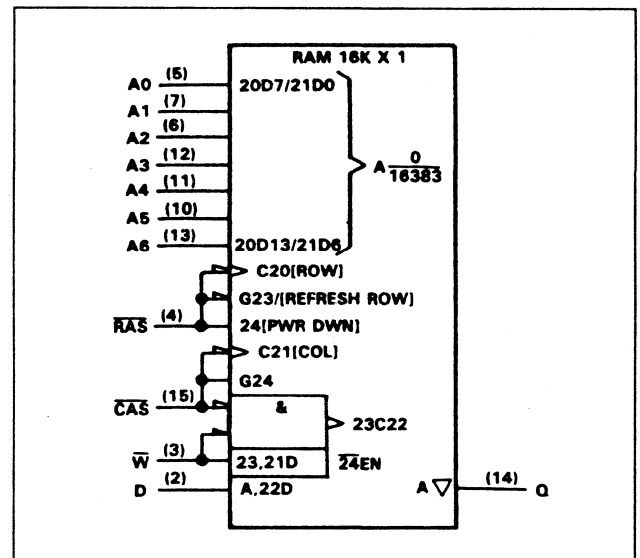 RAM 16K X 1
A0 (5) 20D7/21D0
A1 (7)
A2 (6)
A3 (12) A 0
16383
A4 (11)
A5 (10)
A6 (13) 20D13/21D6
C20[ROW]
G23/[REFRESH ROW]
RAS (4) 24[PWR DWN]
C21[COL]
G24
CAS (15) &
23C22
W (3) 23,21D 24EN
D (2) A,22D A ▽ (14) Q